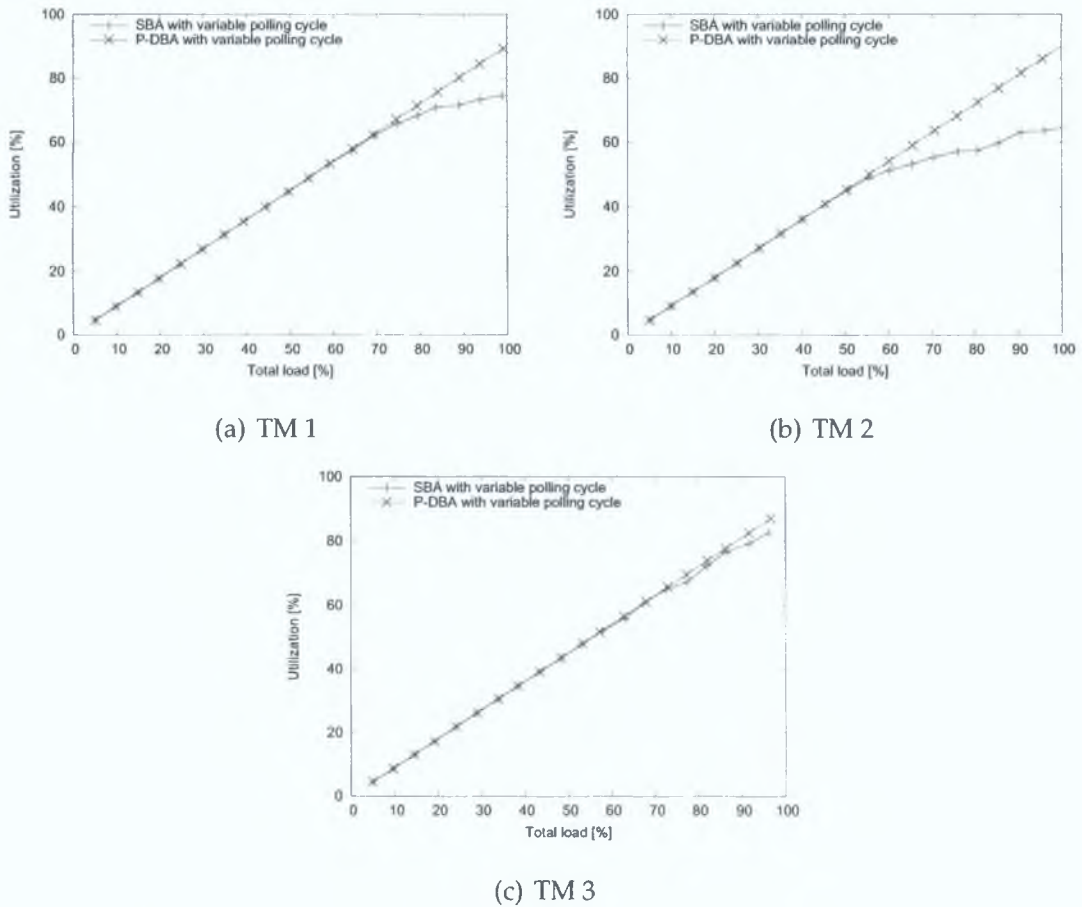 100
80
60
40
20
0
Utilization [%]
SBA with variable polling cycle
P-DBA with variable polling cycle
0 10 20 30 40 50 60 70 80 90 100
Total load [%]
(a) TM 1
100
80
60
40
20
0
Utilization [%]
SBA with variable polling cycle
P-DBA with variable polling cycle
0 10 20 30 40 50 60 70 80 90 100
Total load [%]
(b) TM 2
100
80
60
40
20
0
Utilization [%]
SBA with variable polling cycle
P-DBA with variable polling cycle
0 10 20 30 40 50 60 70 80 90 100
Total load [%]
(c) TM 3